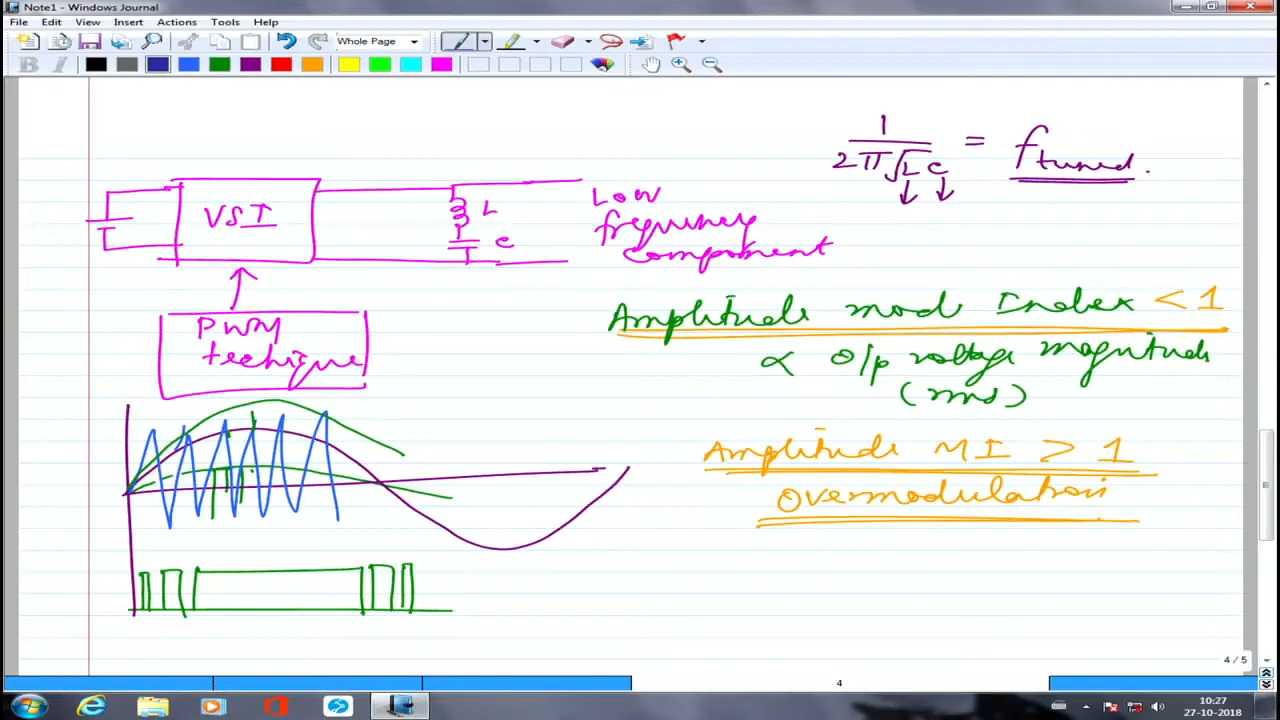 Note1 - Windows Journal
File Edit View Insert Actions Tools Help
Whole Page
B I
1
2π√LC = f tuned.
VSI
L
C
Low
frequency
component
PWM
techique
Amplitude mod Index < 1
∝ o/p voltage magnitude
(rms)
Amplitude MI > 1
Overmodulation
4 / 5
4
10:27
27-10-2018